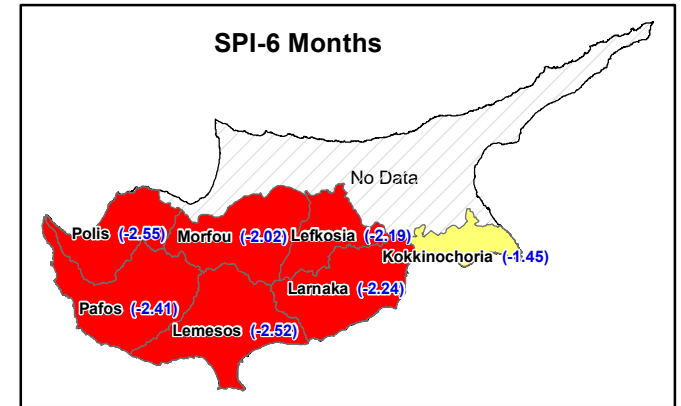 SPI-6 Months
No Data
Polis (-2.55)
Morfou (-2.02)
Lefkosia (-2.19)
Kokkinochoria (-1.45)
Larnaka (-2.24)
Pafos (-2.41)
Lemesos (-2.52)